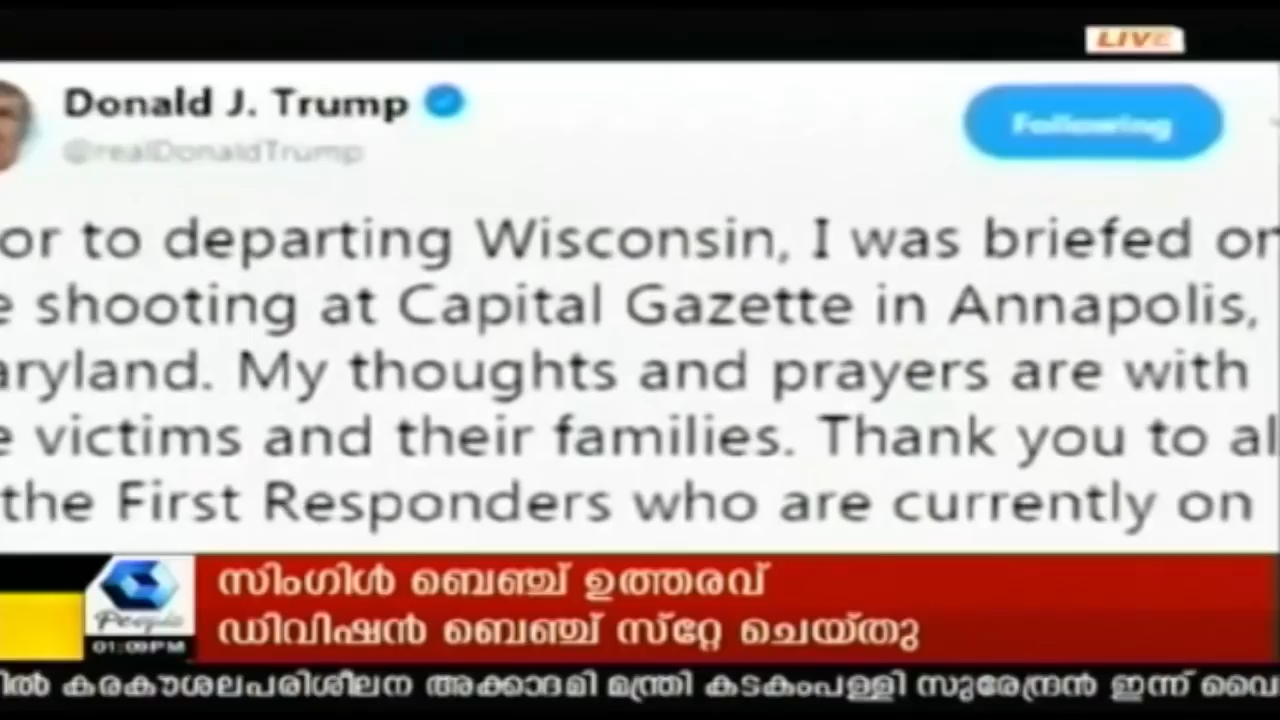 LIVE
Donald J. Trump
@realDonaldTrump
Following
or to departing Wisconsin, I was briefed on
e shooting at Capital Gazette in Annapolis,
aryland. My thoughts and prayers are with
e victims and their families. Thank you to al
the First Responders who are currently on
സിംഗിൾ ബെഞ്ച് ഉത്തരവ്
ഡിവിഷൻ ബെഞ്ച് സ്റ്റേ ചെയ്തു
People
01:09PM
ിൽ കരകൗശലപരിശീലന അക്കാദമി മന്ത്രി കടകംപള്ളി സുരേന്ദ്രൻ ഇന്ന് വൈ